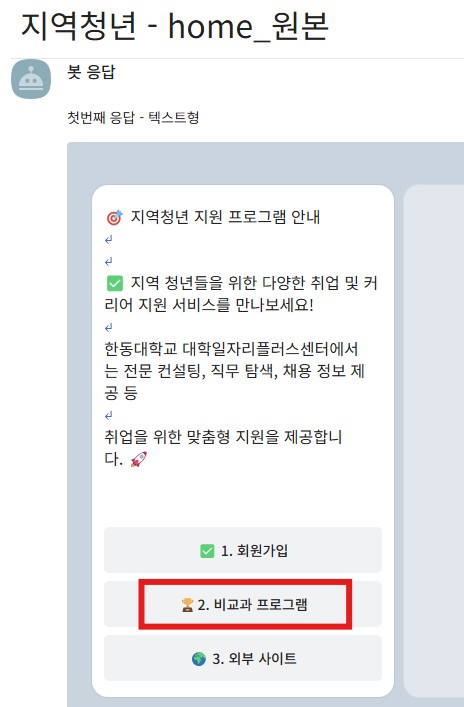 지역청년 - home_원본
봇 응답
첫번째 응답 - 텍스트형
🎯 지역청년 지원 프로그램 안내
↲
↲
✅ 지역 청년들을 위한 다양한 취업 및 커
리어 지원 서비스를 만나보세요!
↲
한동대학교 대학일자리플러스센터에서
는 전문 컨설팅, 직무 탐색, 채용 정보 제
공 등
↲
취업을 위한 맞춤형 지원을 제공합니
다. 🚀
✅ 1. 회원가입
🏆2. 비교과 프로그램
🌍 3. 외부 사이트